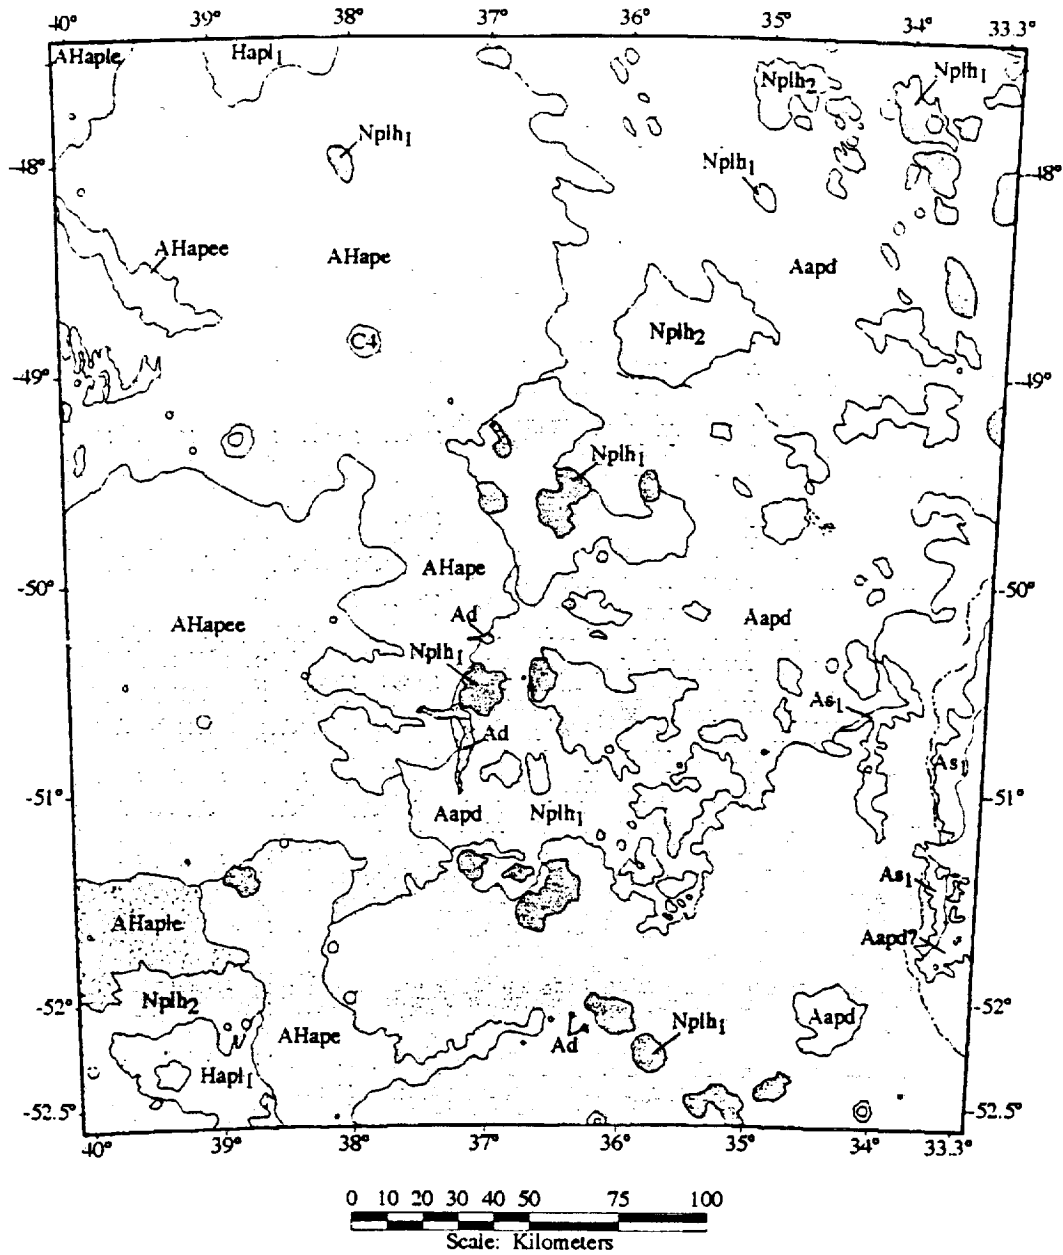 40° 39° 38° 37° 36° 35° 34° 33.3°
AHaple Hapl1 Nplh2 Nplh1
Nplh1 Nplh1
-48° -48°
AHapee AHape Aapd
C4 Nplh2
-49° -49°
Nplh1
AHape
-50° -50°
AHapee Ad Aapd
Nplh1
As1
Ad As1
-51° -51°
Aapd Nplh1
As1
AHaple Aapd?
Nplh2
-52° -52°
AHape Ad Nplh1 Aapd
Hapl1
-52.5° -52.5°
40° 39° 38° 37° 36° 35° 34° 33.3°
0 10 20 30 40 50 75 100
Scale: Kilometers